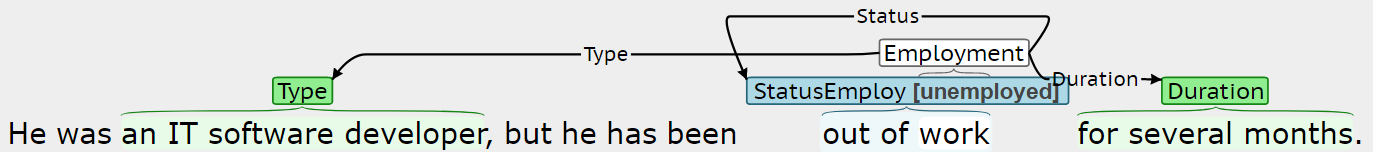 Status
Type Employment
Type StatusEmploy [unemployed] Duration Duration
He was an IT software developer, but he has been out of work for several months.